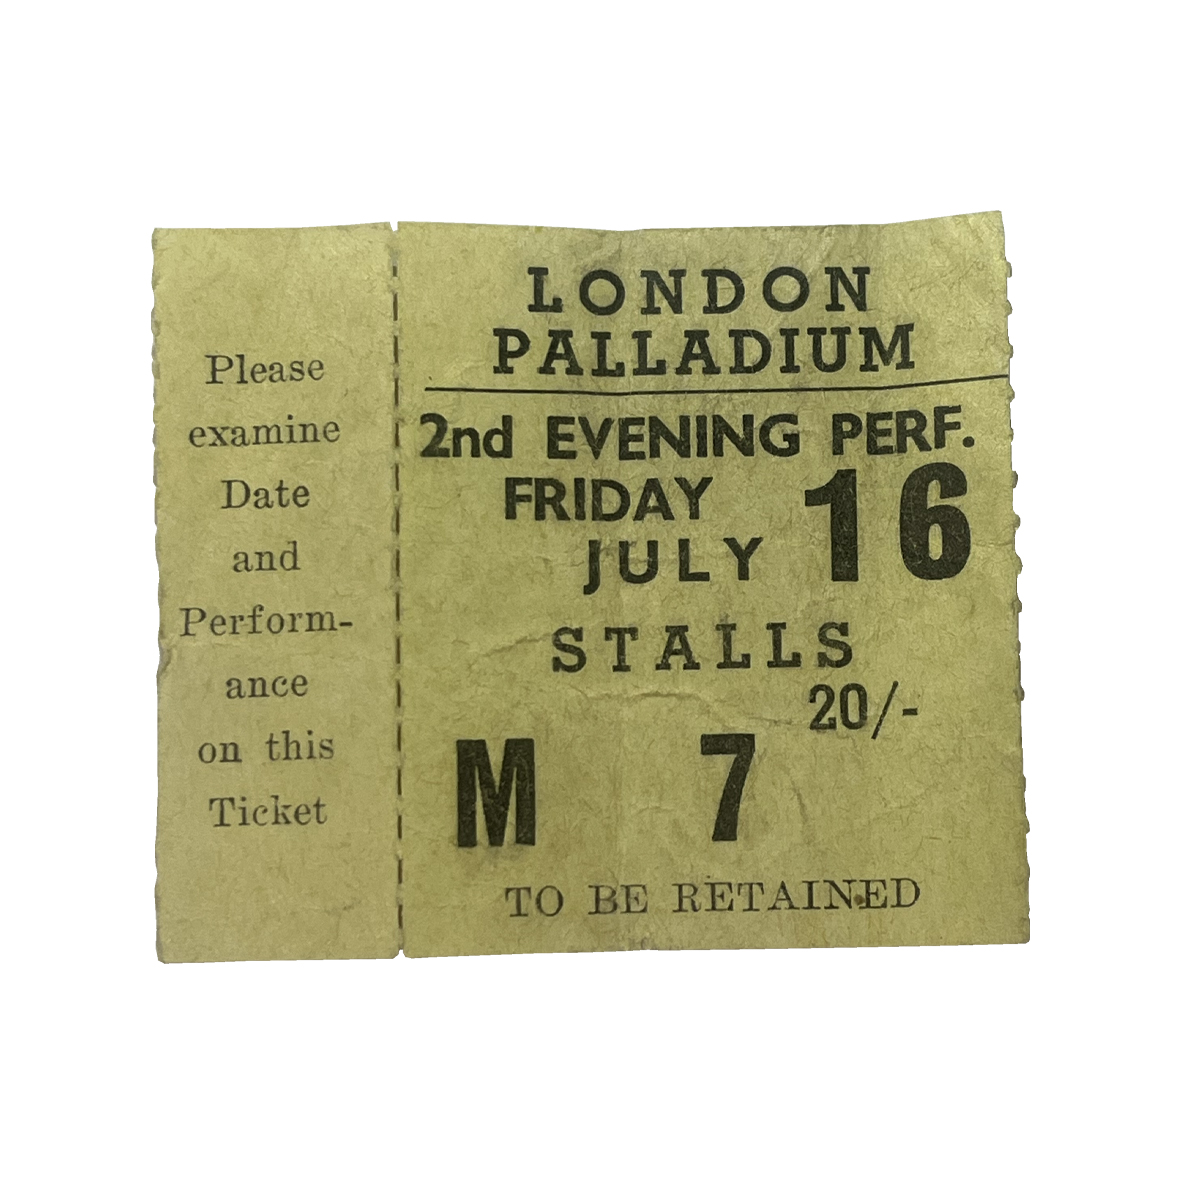 Please
examine
Date
and
Perform-
ance
on this
Ticket
LONDON
PALLADIUM
2nd EVENING PERF.
FRIDAY
JULY 16
STALLS
20/-
M 7
TO BE RETAINED